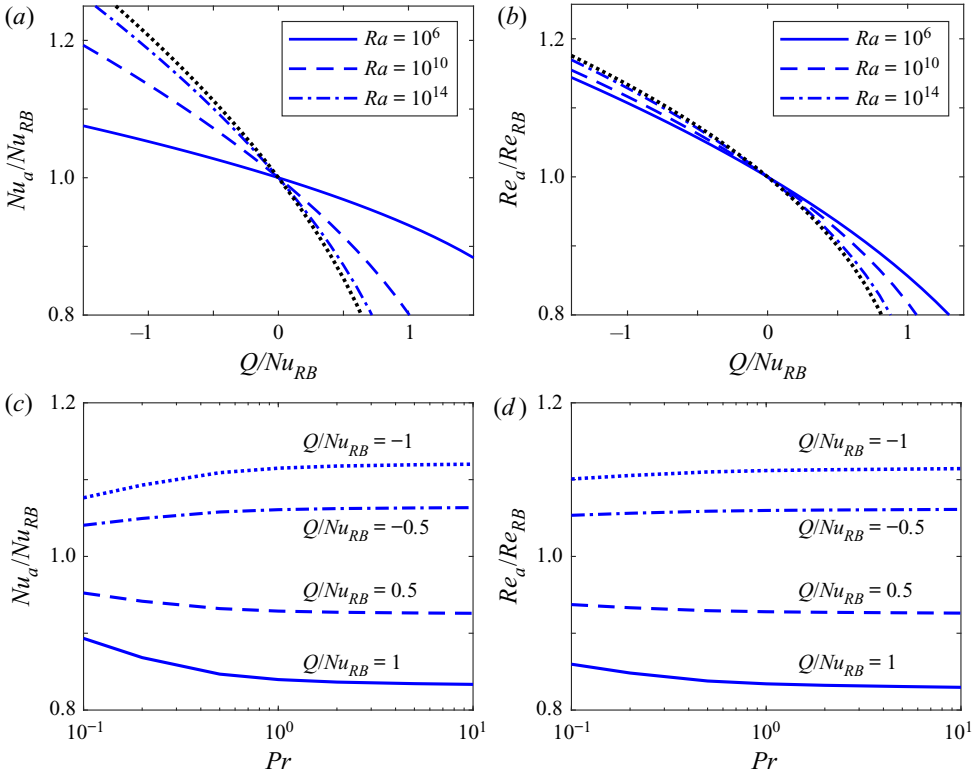 (a)
1.2
1.0
0.8
Nu_a/Nu_RB
Ra = 10^6
Ra = 10^10
Ra = 10^14
–1
0
1
Q/Nu_RB
(b)
1.2
1.0
0.8
Re_a/Re_RB
Ra = 10^6
Ra = 10^10
Ra = 10^14
–1
0
1
Q/Nu_RB
(c)
1.2
1.0
0.8
Nu_a/Nu_RB
Q/Nu_RB = −1
Q/Nu_RB = −0.5
Q/Nu_RB = 0.5
Q/Nu_RB = 1
10^−1
10^0
10^1
Pr
(d)
1.2
1.0
0.8
Re_a/Re_RB
Q/Nu_RB = −1
Q/Nu_RB = −0.5
Q/Nu_RB = 0.5
Q/Nu_RB = 1
10^−1
10^0
10^1
Pr